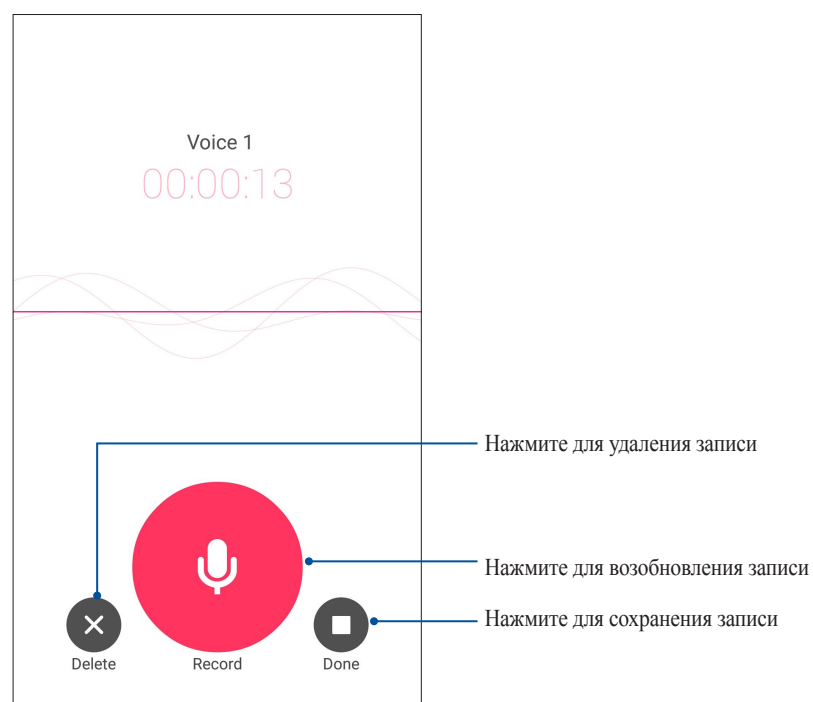 Voice 1
00:00:13
Нажмите для удаления записи
Нажмите для возобновления записи
Нажмите для сохранения записи
Delete
Record
Done